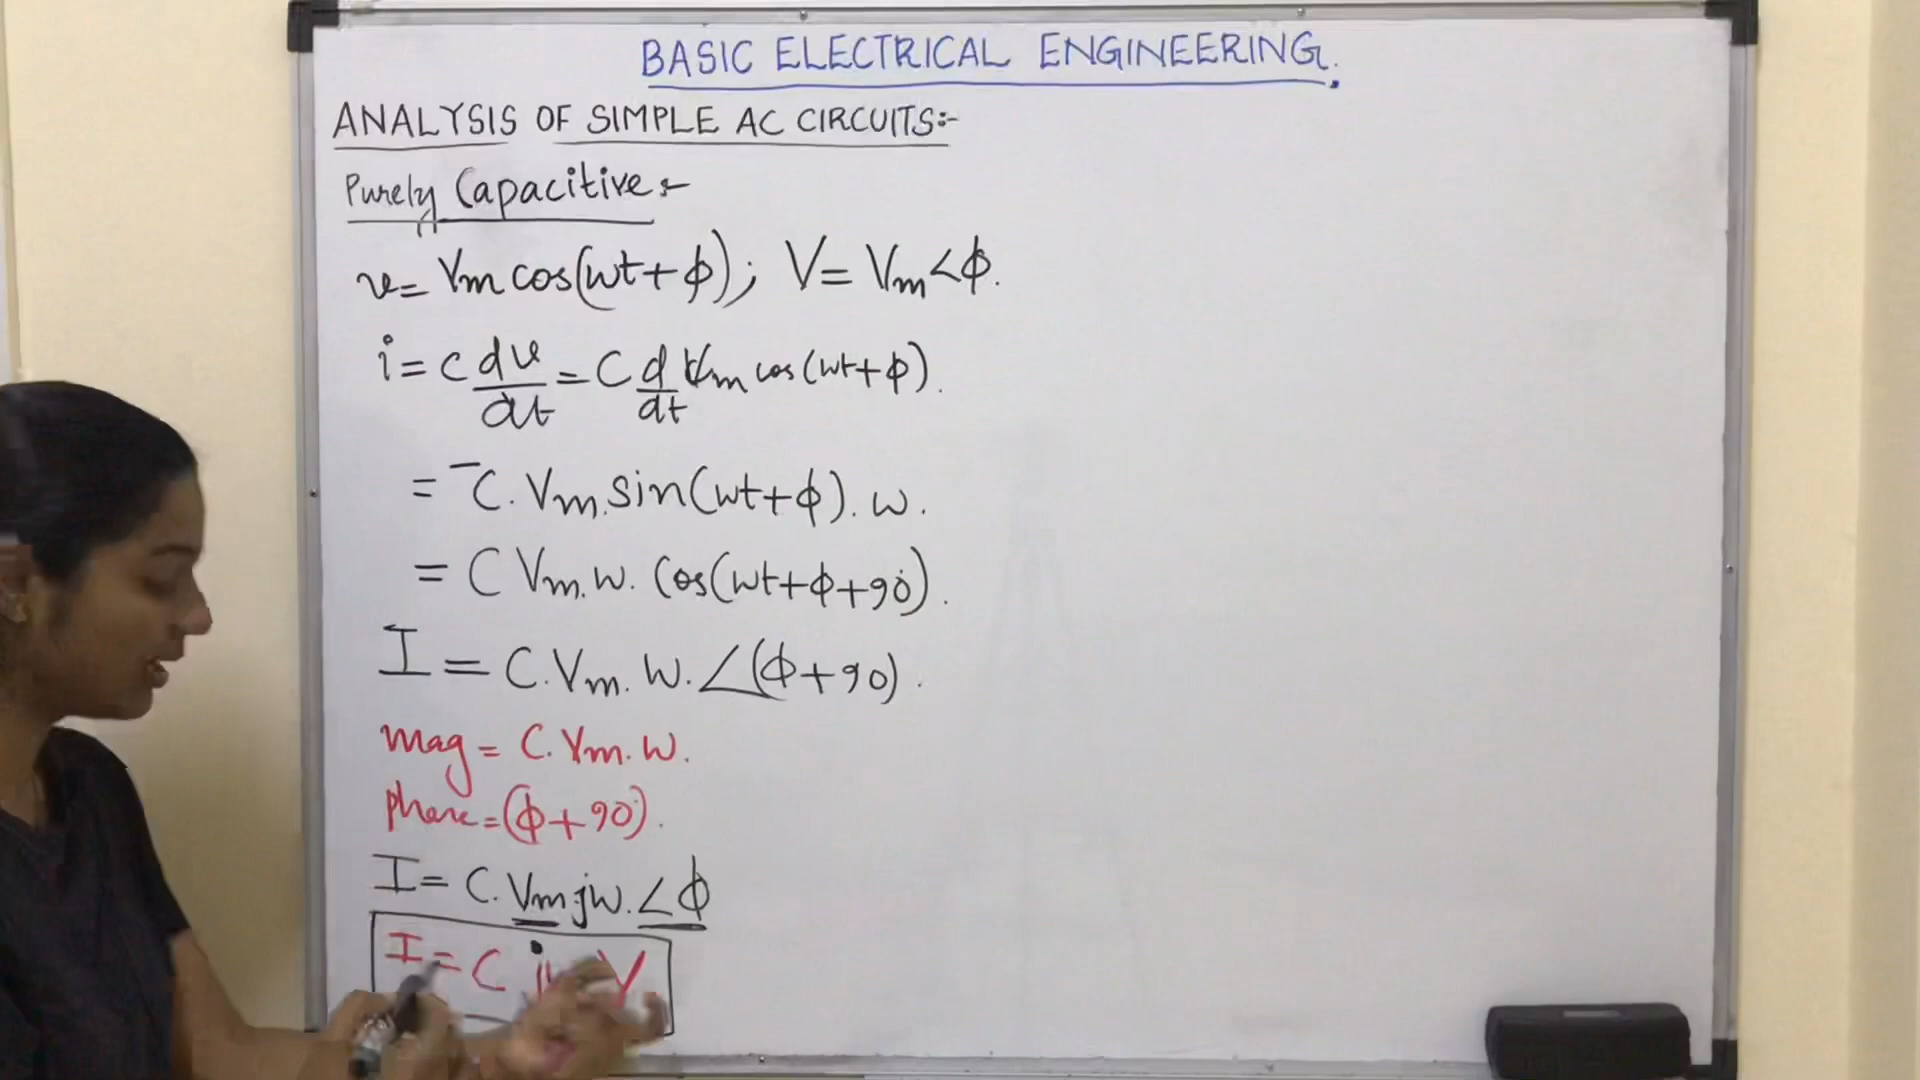 BASIC ELECTRICAL ENGINEERING.
ANALYSIS OF SIMPLE AC CIRCUITS:-
Purely Capacitive:-
v = Vm cos(wt+ϕ); V = Vm∠ϕ.
i = c dv/dt = C d/dt Vm cos(wt+ϕ).
= -C. Vm. sin(wt+ϕ). w.
= C Vm. w. Cos(wt+ϕ+90°).
I = C. Vm. W. ∠(ϕ+90).
mag = C. Vm. W.
phase = (ϕ+90°).
I = C. Vm jw. ∠ϕ
I = C V